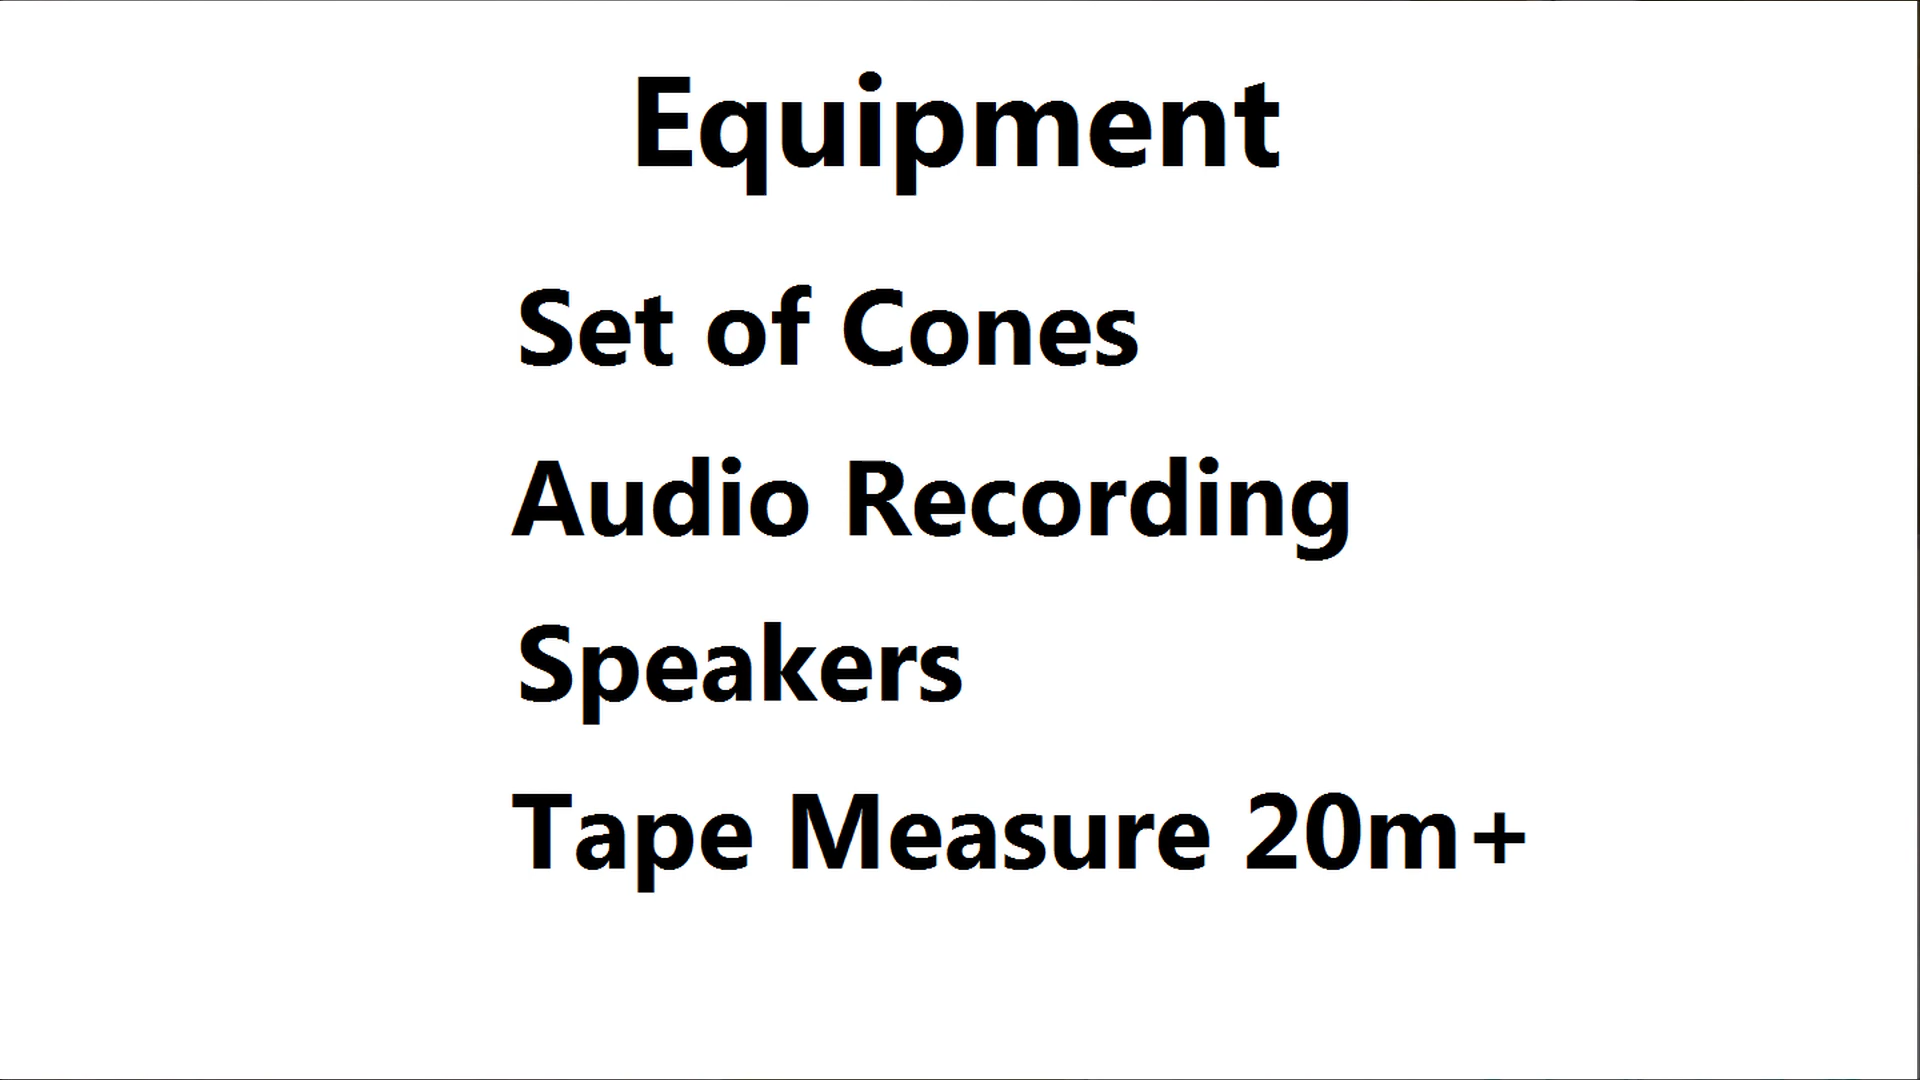 Equipment
Set of Cones
Audio Recording
Speakers
Tape Measure 20m+